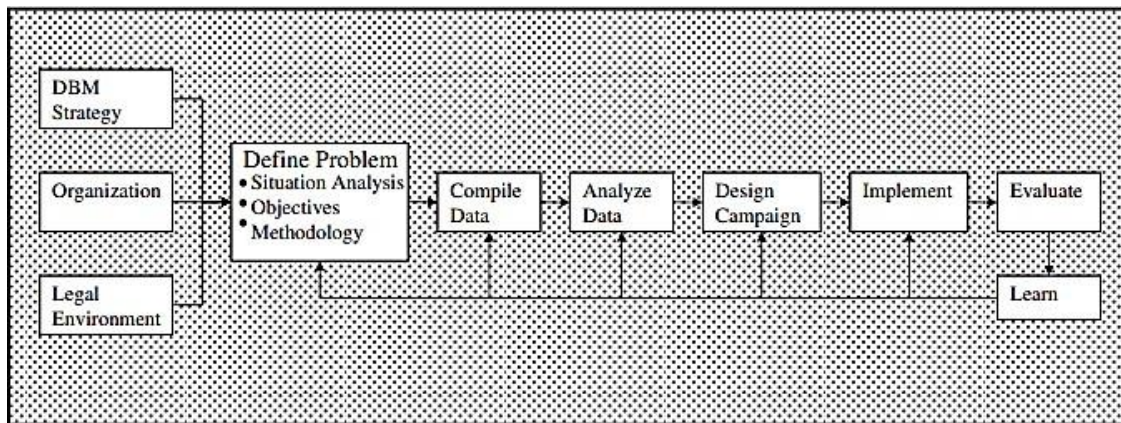 DBM
Strategy
Organization
Legal
Environment
Define Problem
• Situation Analysis
• Objectives
• Methodology
Compile
Data
Analyze
Data
Design
Campaign
Implement
Evaluate
Learn